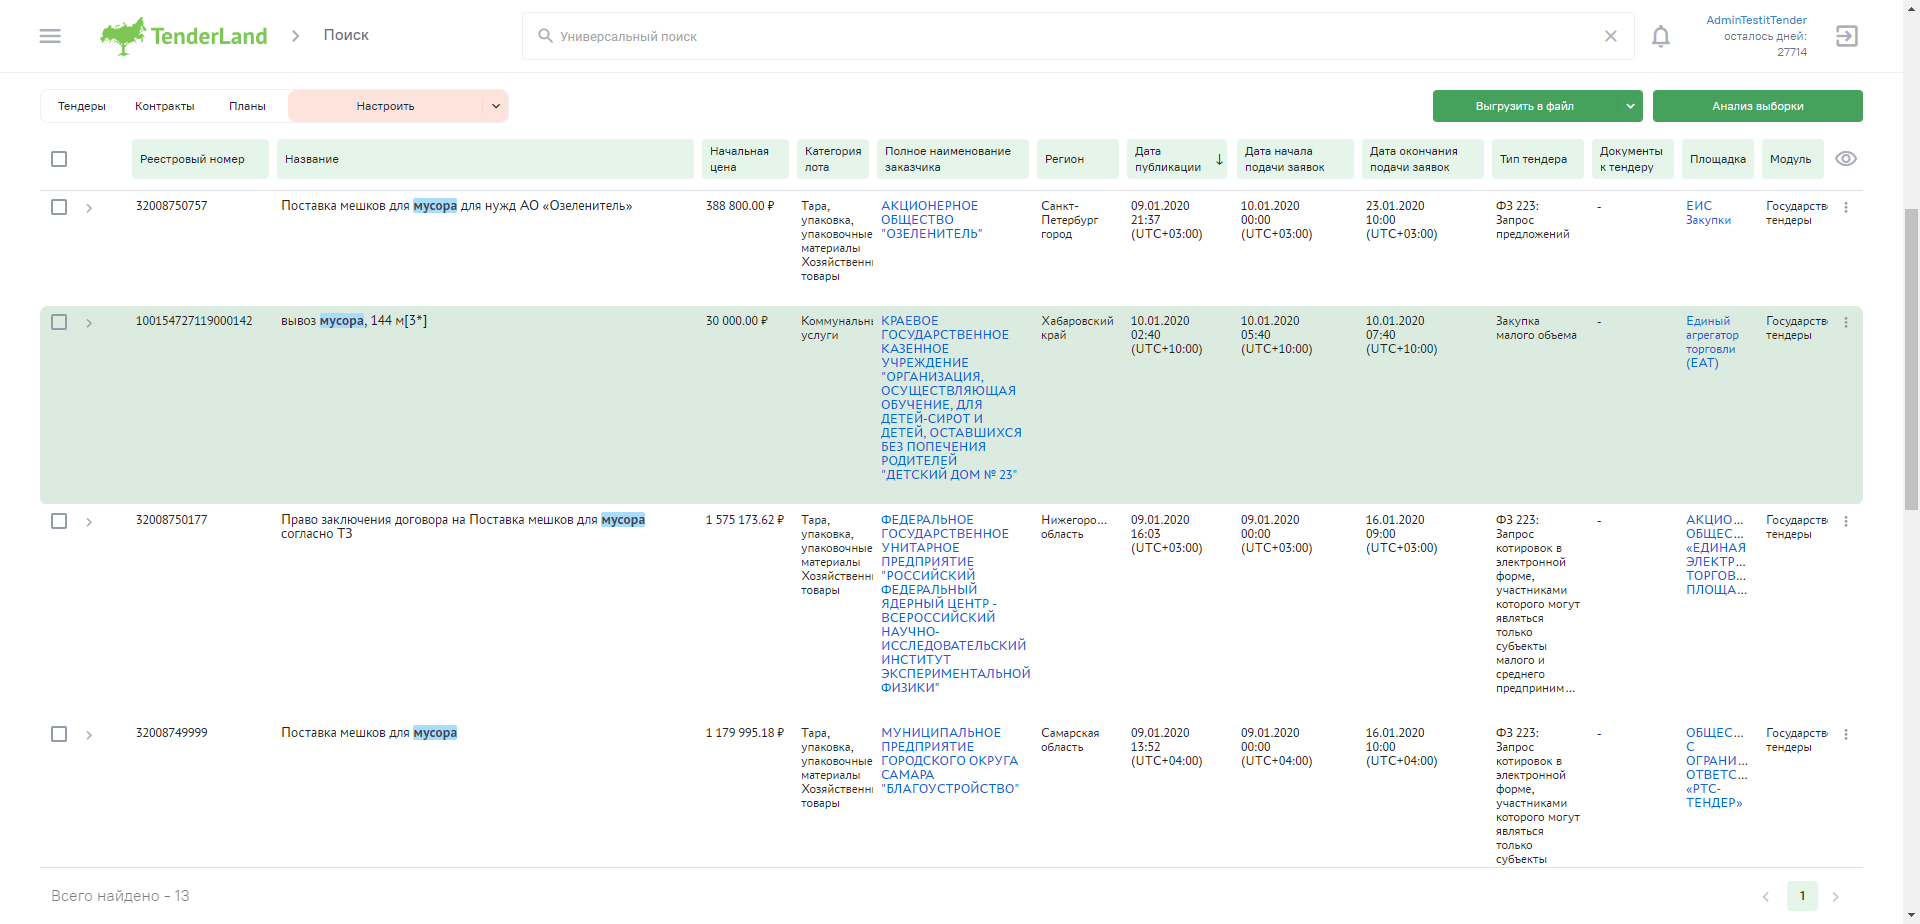 TenderLand
Поиск
Универсальный поиск
AdminTestitTender
осталось дней:
27714
Тендеры
Контракты
Планы
Настроить
Выгрузить в файл
Анализ выборки
Реестровый номер
Название
Начальная
цена
Категория
лота
Полное наименование
заказчика
Регион
Дата
публикации
Дата начала
подачи заявок
Дата окончания
подачи заявок
Тип тендера
Документы
к тендеру
Площадка
Модуль
32008750757
Поставка мешков для мусора для нужд АО «Озеленитель»
388 800.00 ₽
Тара,
упаковка,
упаковочные
материалы
Хозяйственн
товары
АКЦИОНЕРНОЕ
ОБЩЕСТВО
"ОЗЕЛЕНИТЕЛЬ"
Санкт-
Петербург
город
09.01.2020
21:37
(UTC+03:00)
10.01.2020
00:00
(UTC+03:00)
23.01.2020
10:00
(UTC+03:00)
ФЗ 223:
Запрос
предложений
-
ЕИС
Закупки
Государств
тендеры
100154727119000142
вывоз мусора, 144 м[3*]
30 000.00 ₽
Коммунальн
услуги
КРАЕВОЕ
ГОСУДАРСТВЕННОЕ
КАЗЕННОЕ
УЧРЕЖДЕНИЕ
"ОРГАНИЗАЦИЯ,
ОСУЩЕСТВЛЯЮЩАЯ
ОБУЧЕНИЕ, ДЛЯ
ДЕТЕЙ-СИРОТ И
ДЕТЕЙ, ОСТАВШИХСЯ
БЕЗ ПОПЕЧЕНИЯ
РОДИТЕЛЕЙ
"ДЕТСКИЙ ДОМ № 23"
Хабаровский
край
10.01.2020
02:40
(UTC+10:00)
10.01.2020
05:40
(UTC+10:00)
10.01.2020
07:40
(UTC+10:00)
Закупка
малого объема
-
Единый
агрегатор
торговли
(ЕАТ)
Государств
тендеры
32008750177
Право заключения договора на Поставка мешков для мусора
согласно ТЗ
1 575 173.62 ₽
Тара,
упаковка,
упаковочные
материалы
Хозяйственн
товары
ФЕДЕРАЛЬНОЕ
ГОСУДАРСТВЕННОЕ
УНИТАРНОЕ
ПРЕДПРИЯТИЕ
"РОССИЙСКИЙ
ФЕДЕРАЛЬНЫЙ
ЯДЕРНЫЙ ЦЕНТР -
ВСЕРОССИЙСКИЙ
НАУЧНО-
ИССЛЕДОВАТЕЛЬСКИЙ
ИНСТИТУТ
ЭКСПЕРИМЕНТАЛЬНОЙ
ФИЗИКИ"
Нижегоро...
область
09.01.2020
16:03
(UTC+03:00)
09.01.2020
00:00
(UTC+03:00)
16.01.2020
09:00
(UTC+03:00)
ФЗ 223:
Запрос
котировок в
электронной
форме,
участниками
которого могут
являться
только
субъекты
малого и
среднего
предприним...
-
АКЦИО...
ОБЩЕС...
«ЕДИНАЯ
ЭЛЕКТР...
ТОРГОВ...
ПЛОЩА...
Государств
тендеры
32008749999
Поставка мешков для мусора
1 179 995.18 ₽
Тара,
упаковка,
упаковочные
материалы
Хозяйственн
товары
МУНИЦИПАЛЬНОЕ
ПРЕДПРИЯТИЕ
ГОРОДСКОГО ОКРУГА
САМАРА
"БЛАГОУСТРОЙСТВО"
Самарская
область
09.01.2020
13:52
(UTC+04:00)
09.01.2020
00:00
(UTC+04:00)
16.01.2020
10:00
(UTC+04:00)
ФЗ 223:
Запрос
котировок в
электронной
форме,
участниками
которого могут
являться
только
субъекты
-
ОБЩЕС...
С
ОГРАНИ...
ОТВЕТС...
«РТС-
ТЕНДЕР»
Государств
тендеры
Всего найдено - 13
1